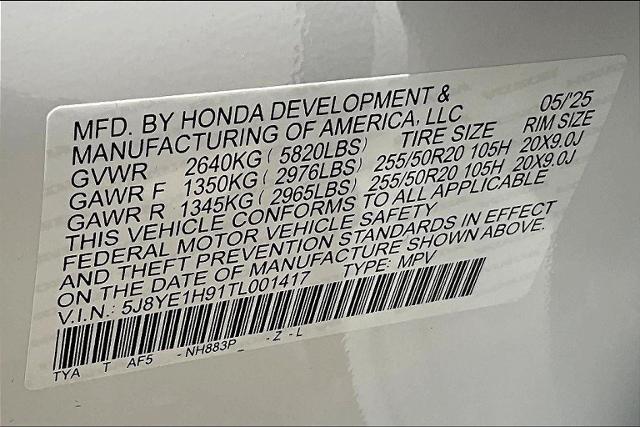 MFD. BY HONDA DEVELOPMENT &
MANUFACTURING OF AMERICA, LLC 05/'25
GVWR 2640KG ( 5820LBS) TIRE SIZE RIM SIZE
GAWR F 1350KG ( 2976LBS) 255/50R20 105H 20X9.0J
GAWR R 1345KG ( 2965LBS) 255/50R20 105H 20X9.0J
THIS VEHICLE CONFORMS TO ALL APPLICABLE
FEDERAL MOTOR VEHICLE SAFETY
AND THEFT PREVENTION STANDARDS IN EFFECT
ON THE DATE OF MANUFACTURE SHOWN ABOVE.
V.I.N.: 5J8YE1H91TL001417 TYPE: MPV
TYA T AF5 - NH883P_ - Z - L